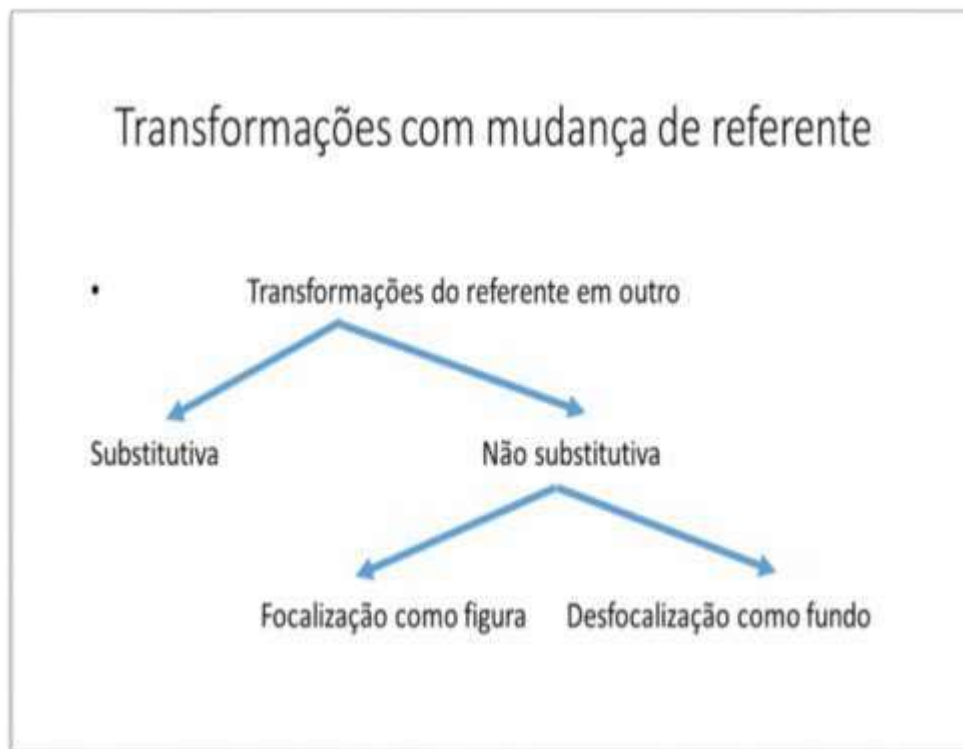 Transformações com mudança de referente
• Transformações do referente em outro
Substitutiva Não substitutiva
Focalização como figura Desfocalização como fundo